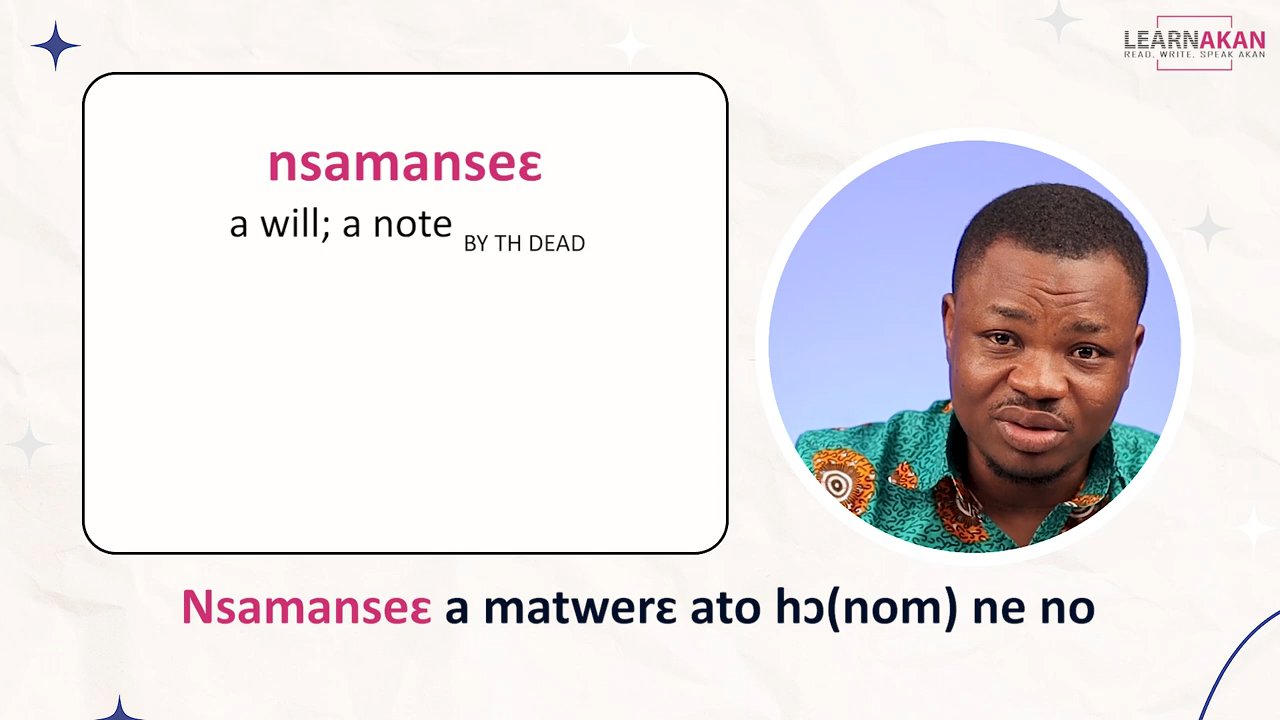 LEARNAKAN
READ. WRITE. SPEAK AKAN
nsamanseɛ
a will; a note BY TH DEAD
Nsamanseɛ a matwerɛ ato hɔ(nom) ne no